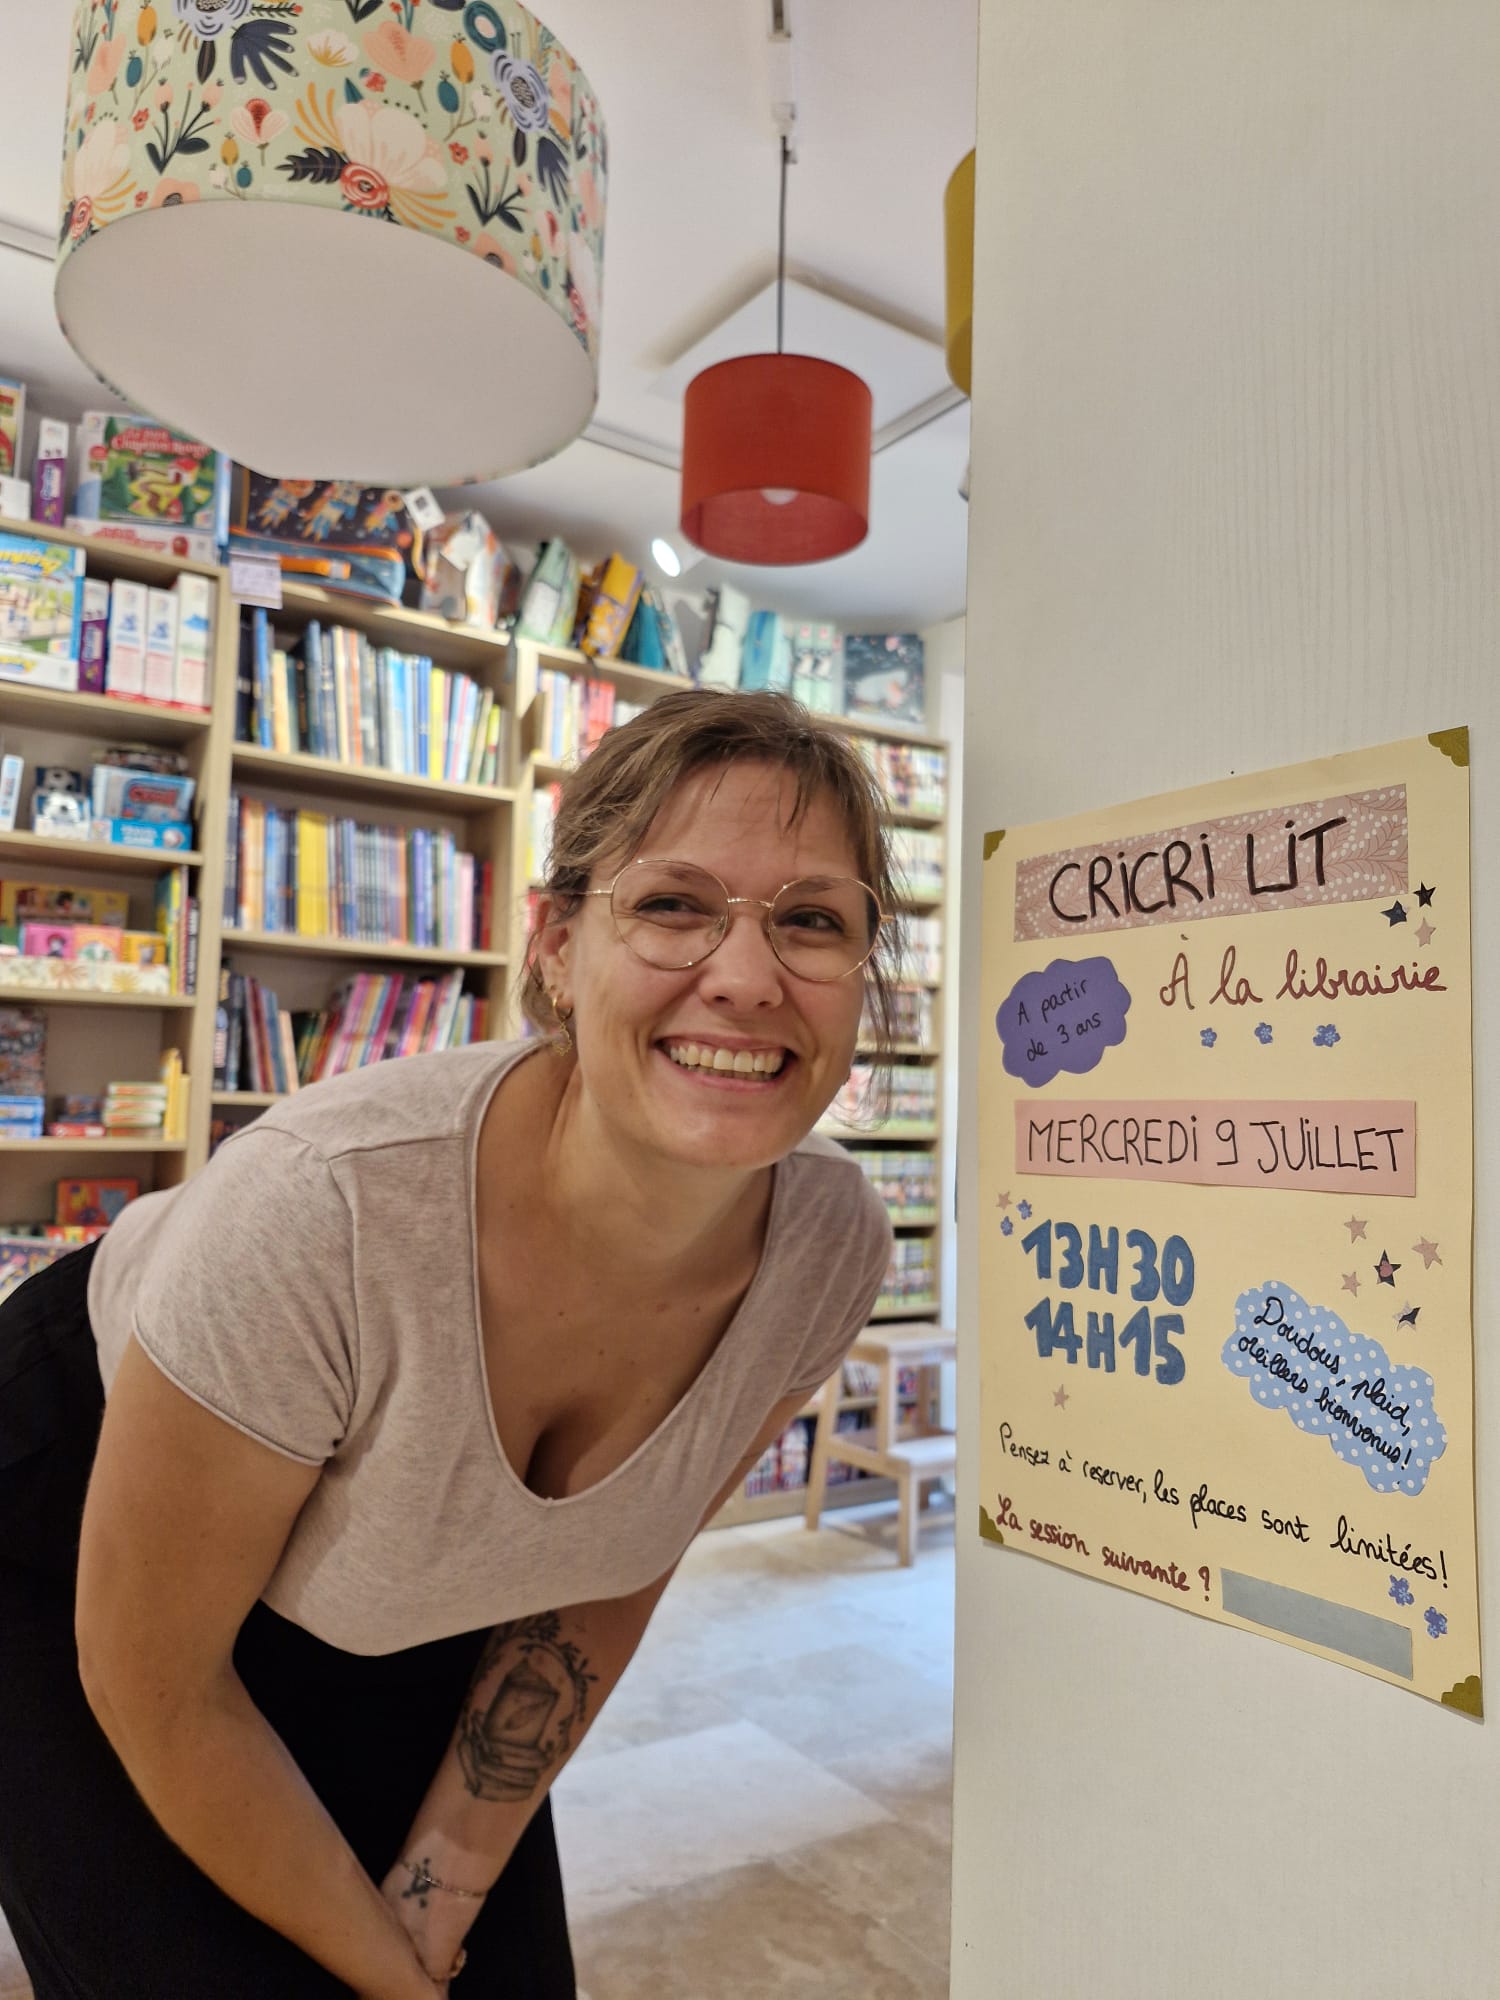 CRiCRi LiT
À la librairie
A partir
de 3 ans
MERCREDi 9 JUiLLET
13H30
14H15
Doudous, plaid,
oreillers bienvenus!
Pensez à reserver, les places sont limitées!
La session suivante ?